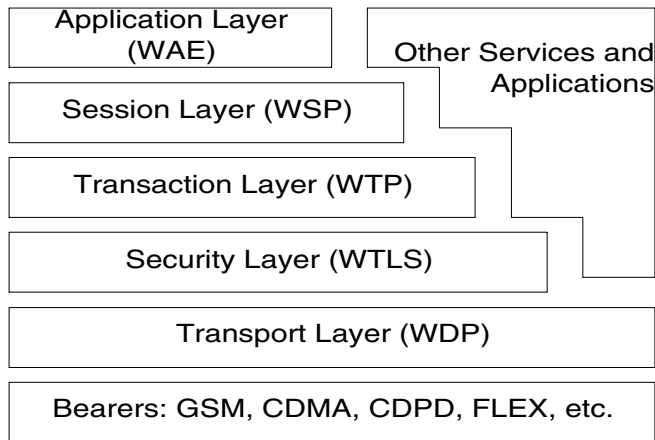 Application Layer
(WAE)
Other Services and
Applications
Session Layer (WSP)
Transaction Layer (WTP)
Security Layer (WTLS)
Transport Layer (WDP)
Bearers: GSM, CDMA, CDPD, FLEX, etc.